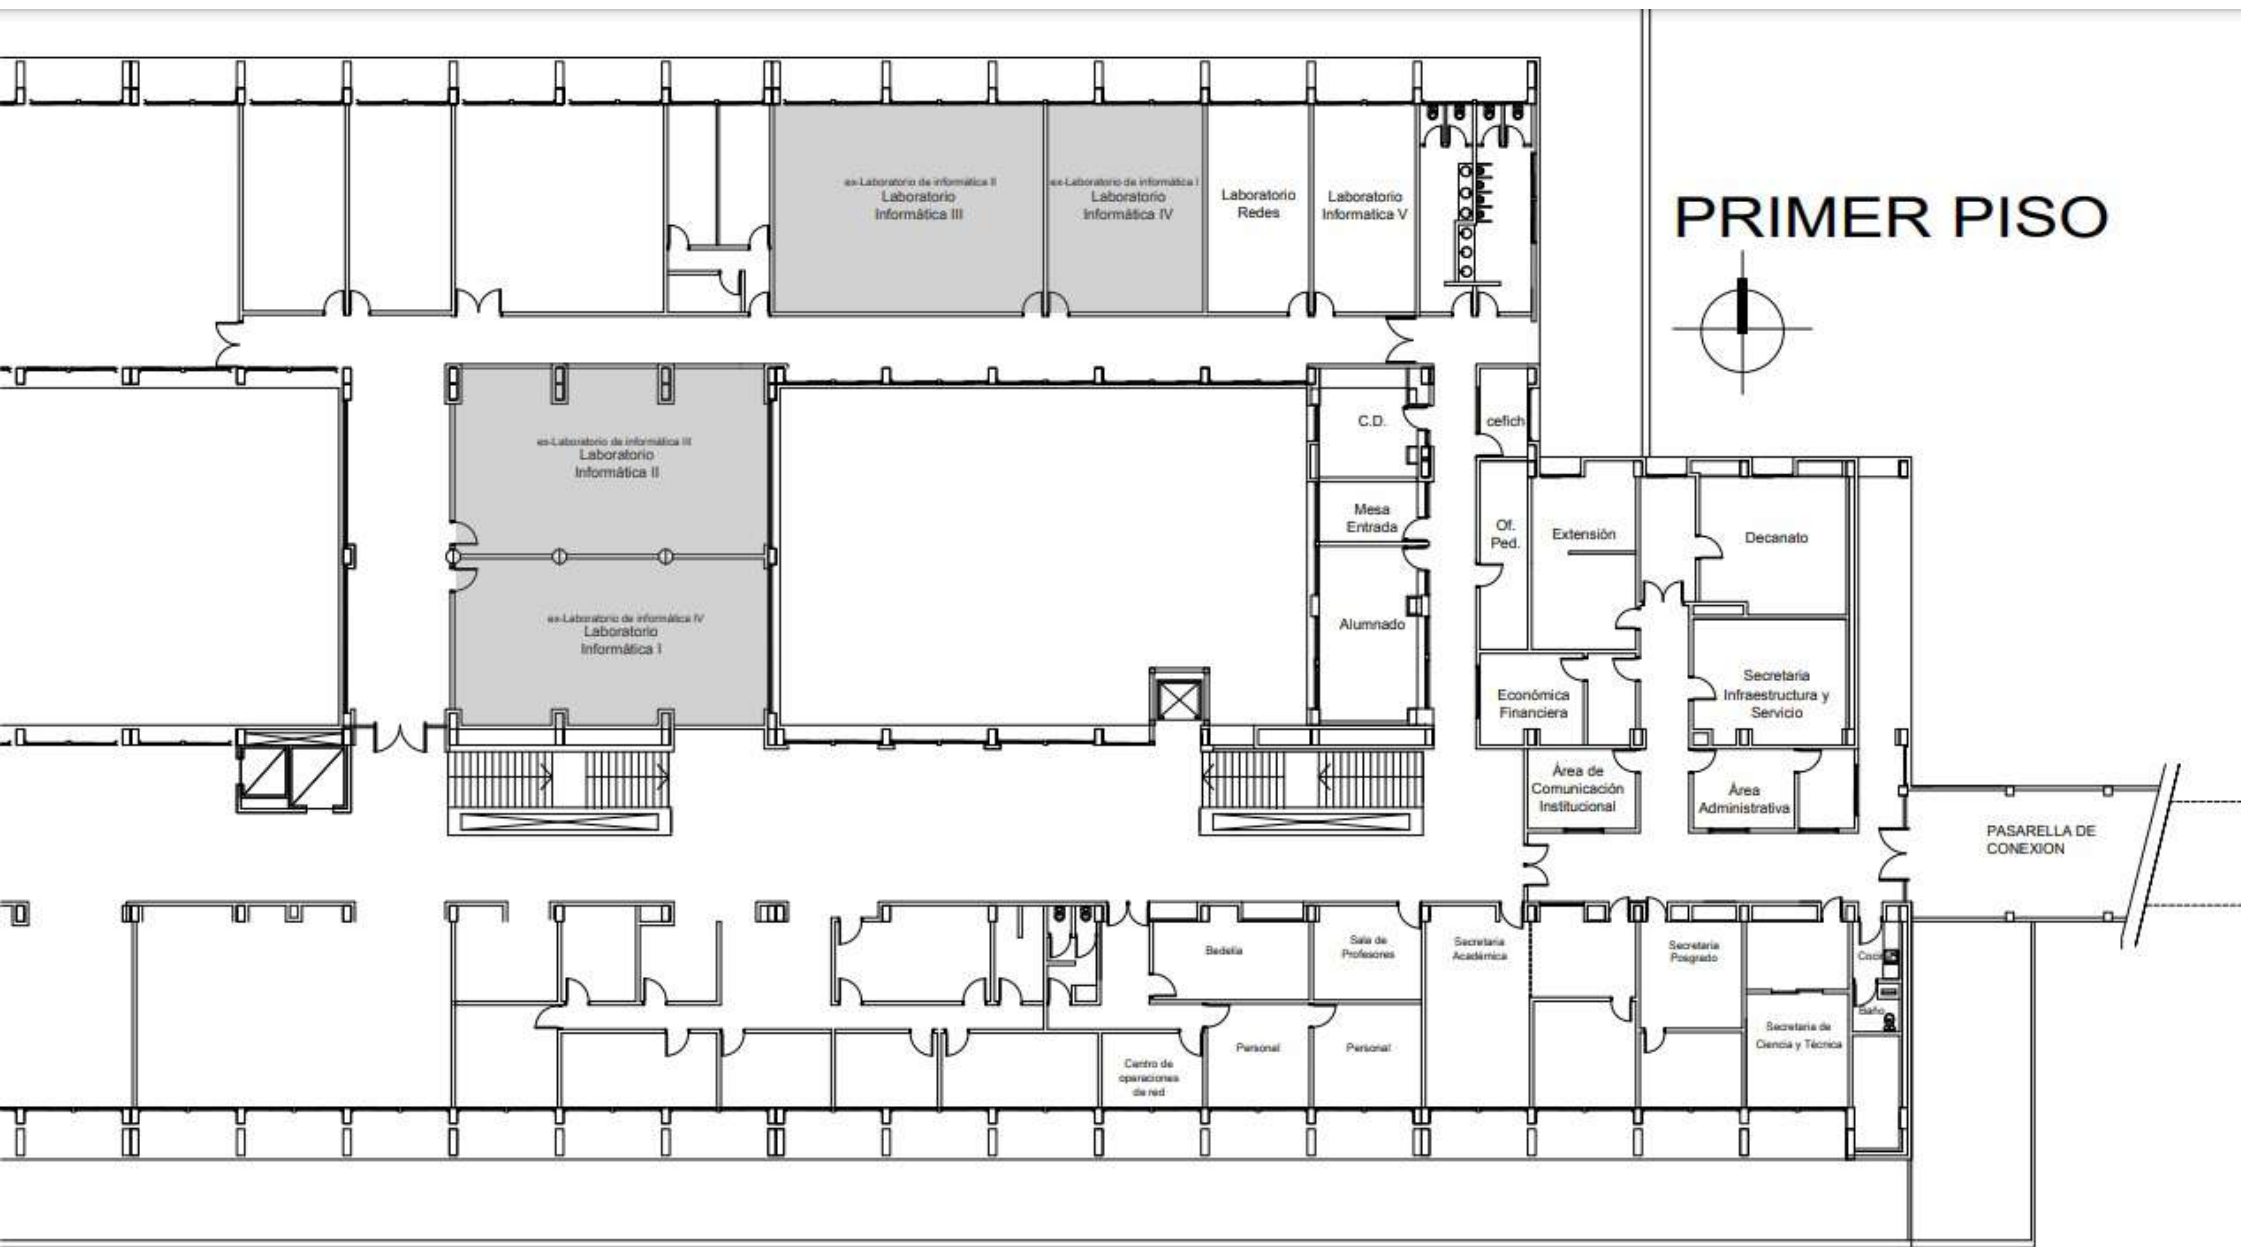 ex-Laboratorio de informática II
Laboratorio
Informática III
ex-Laboratorio de informática I
Laboratorio
Informática IV
Laboratorio
Redes
Laboratorio
Informatica V
PRIMER PISO
ex-Laboratorio de informática III
Laboratorio
Informática II
ex-Laboratorio de informática IV
Laboratorio
Informática I
C.D.
cefich
Mesa
Entrada
Alumnado
Of.
Ped.
Extensión
Decanato
Económica
Financiera
Secretaria
Infraestructura y
Servicio
Área de
Comunicación
Institucional
Área
Administrativa
PASARELLA DE
CONEXION
Bedelia
Sala de
Profesores
Secretaria
Académica
Secretaria
Posgrado
Baño
Secretaria de
Ciencia y Técnica
Centro de
operaciones
de red
Personal
Personal